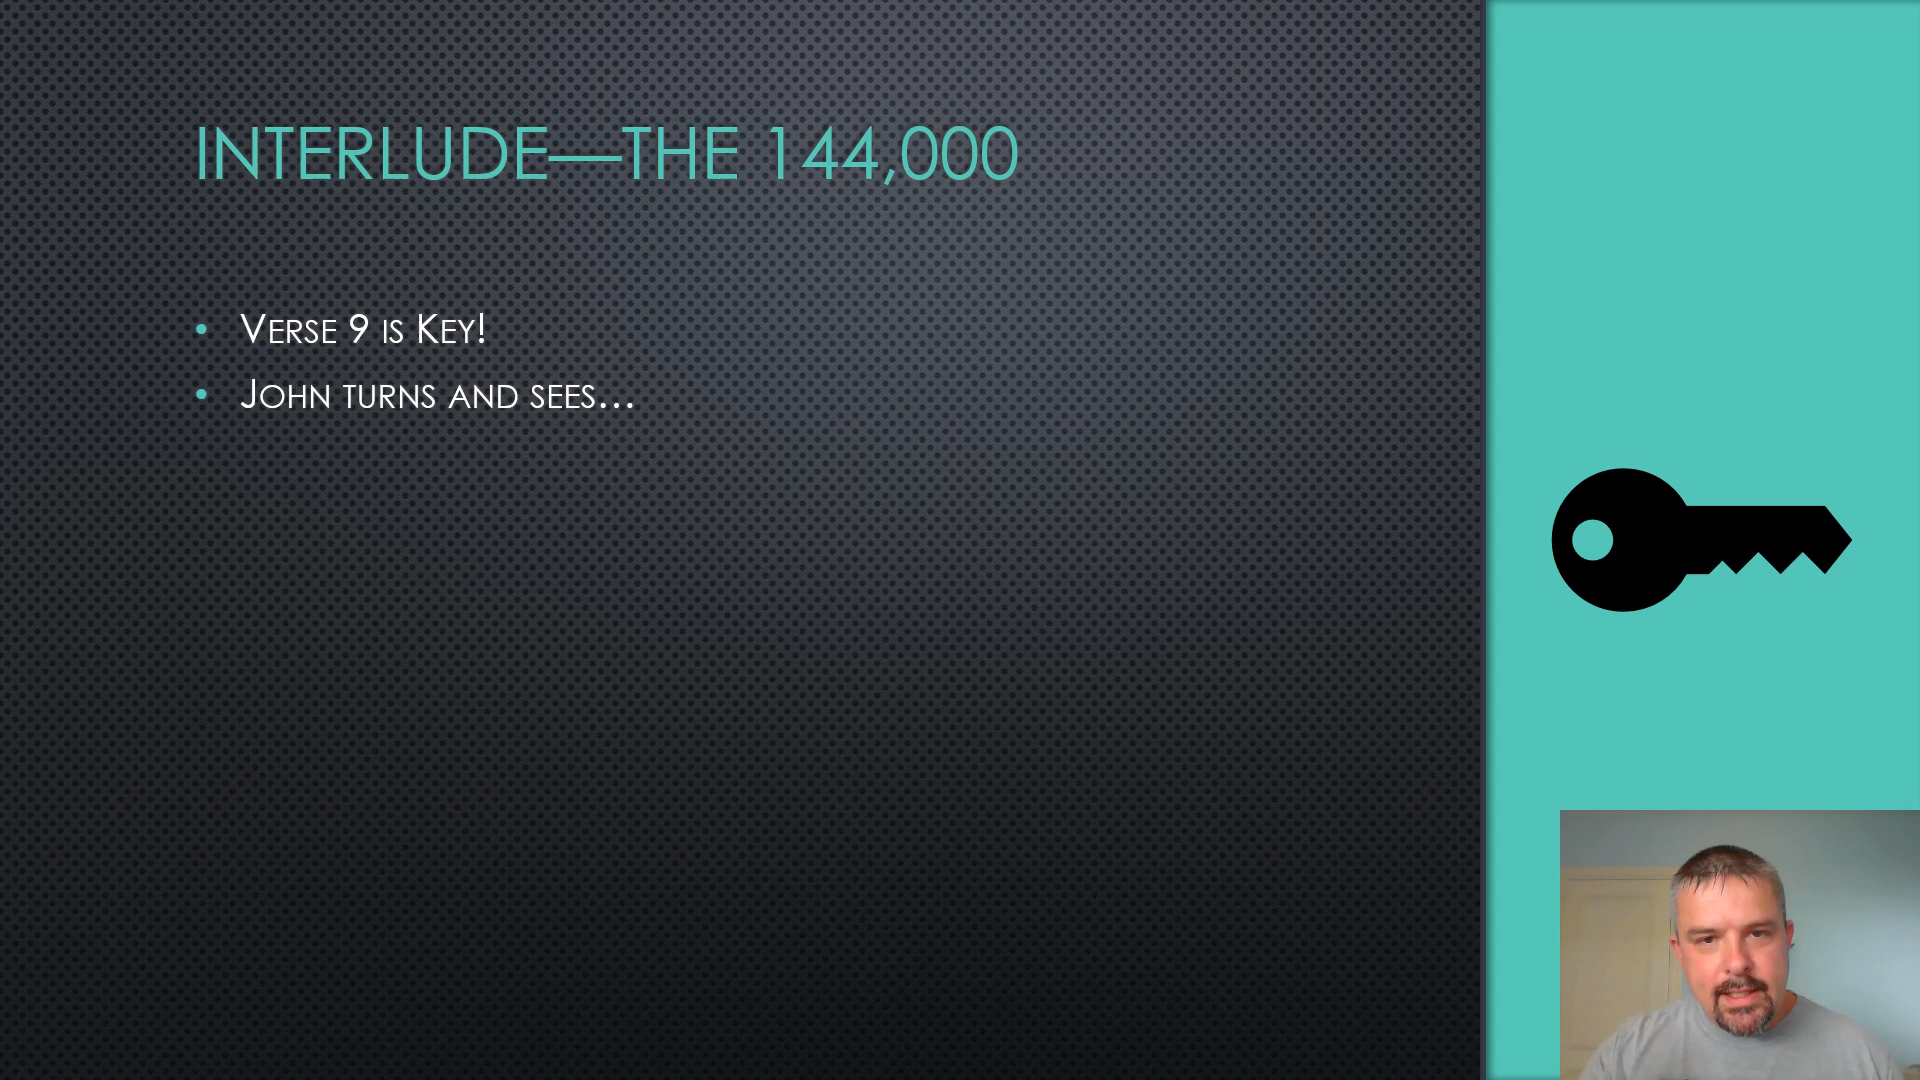 INTERLUDE—THE 144,000
• Verse 9 is Key!
• John turns and sees…